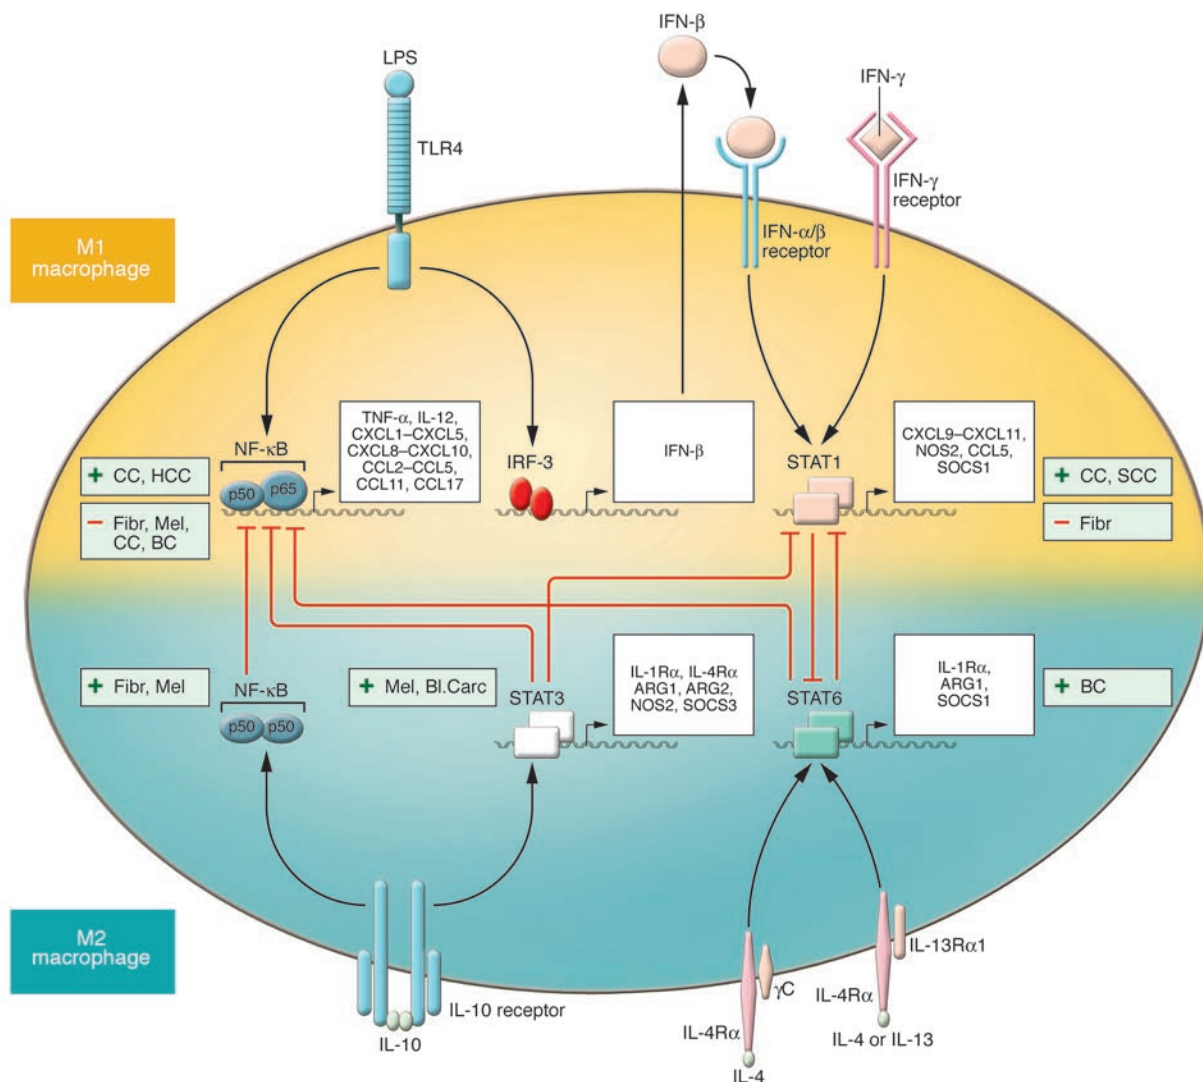 IFN-β
LPS
IFN-γ
TLR4
IFN-γ
receptor
IFN-α/β
receptor
M1
macrophage
TNF-α, IL-12,
CXCL1–CXCL5,
CXCL8–CXCL10,
CCL2–CCL5,
CCL11, CCL17
NF-κB
p50
p65
IRF-3
IFN-β
STAT1
CXCL9–CXCL11,
NOS2, CCL5,
SOCS1
+ CC, HCC
− Fibr, Mel,
CC, BC
+ CC, SCC
− Fibr
+ Fibr, Mel
NF-κB
p50
p50
+ Mel, Bl.Carc
STAT3
IL-1Rα, IL-4Rα
ARG1, ARG2,
NOS2, SOCS3
STAT6
IL-1Rα,
ARG1,
SOCS1
+ BC
M2
macrophage
IL-10 receptor
IL-10
IL-13Rα1
γC
IL-4Rα
IL-4Rα
IL-4 or IL-13
IL-4